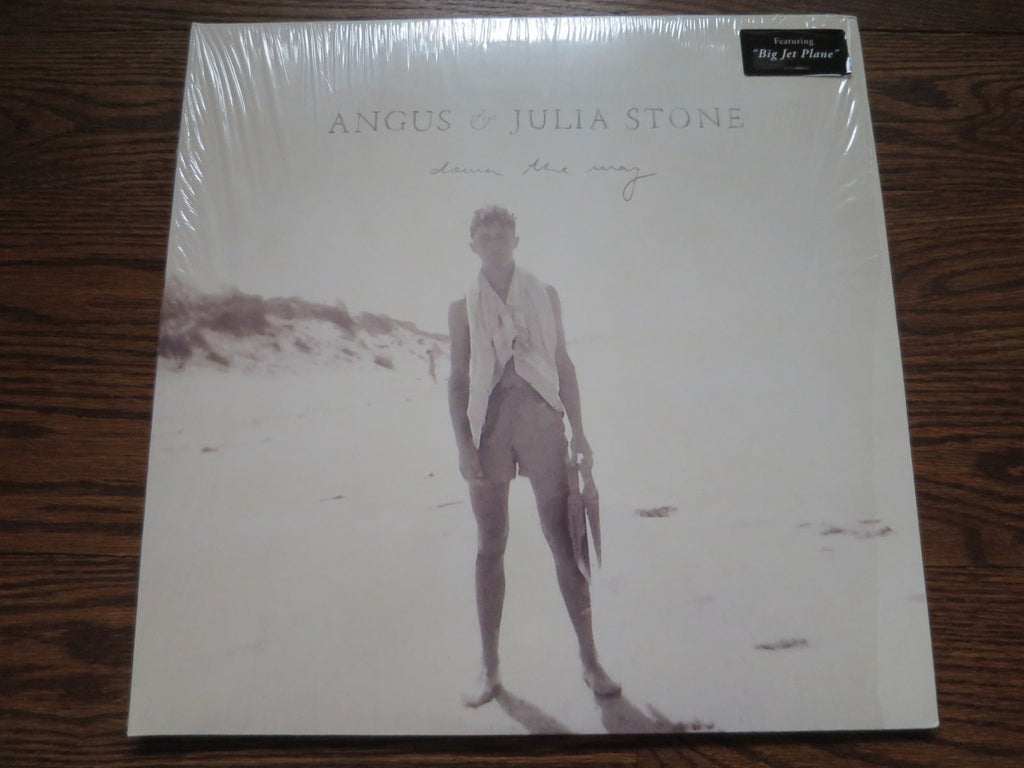 Featuring
"Big Jet Plane"
ANGUS & JULIA STONE
down the way